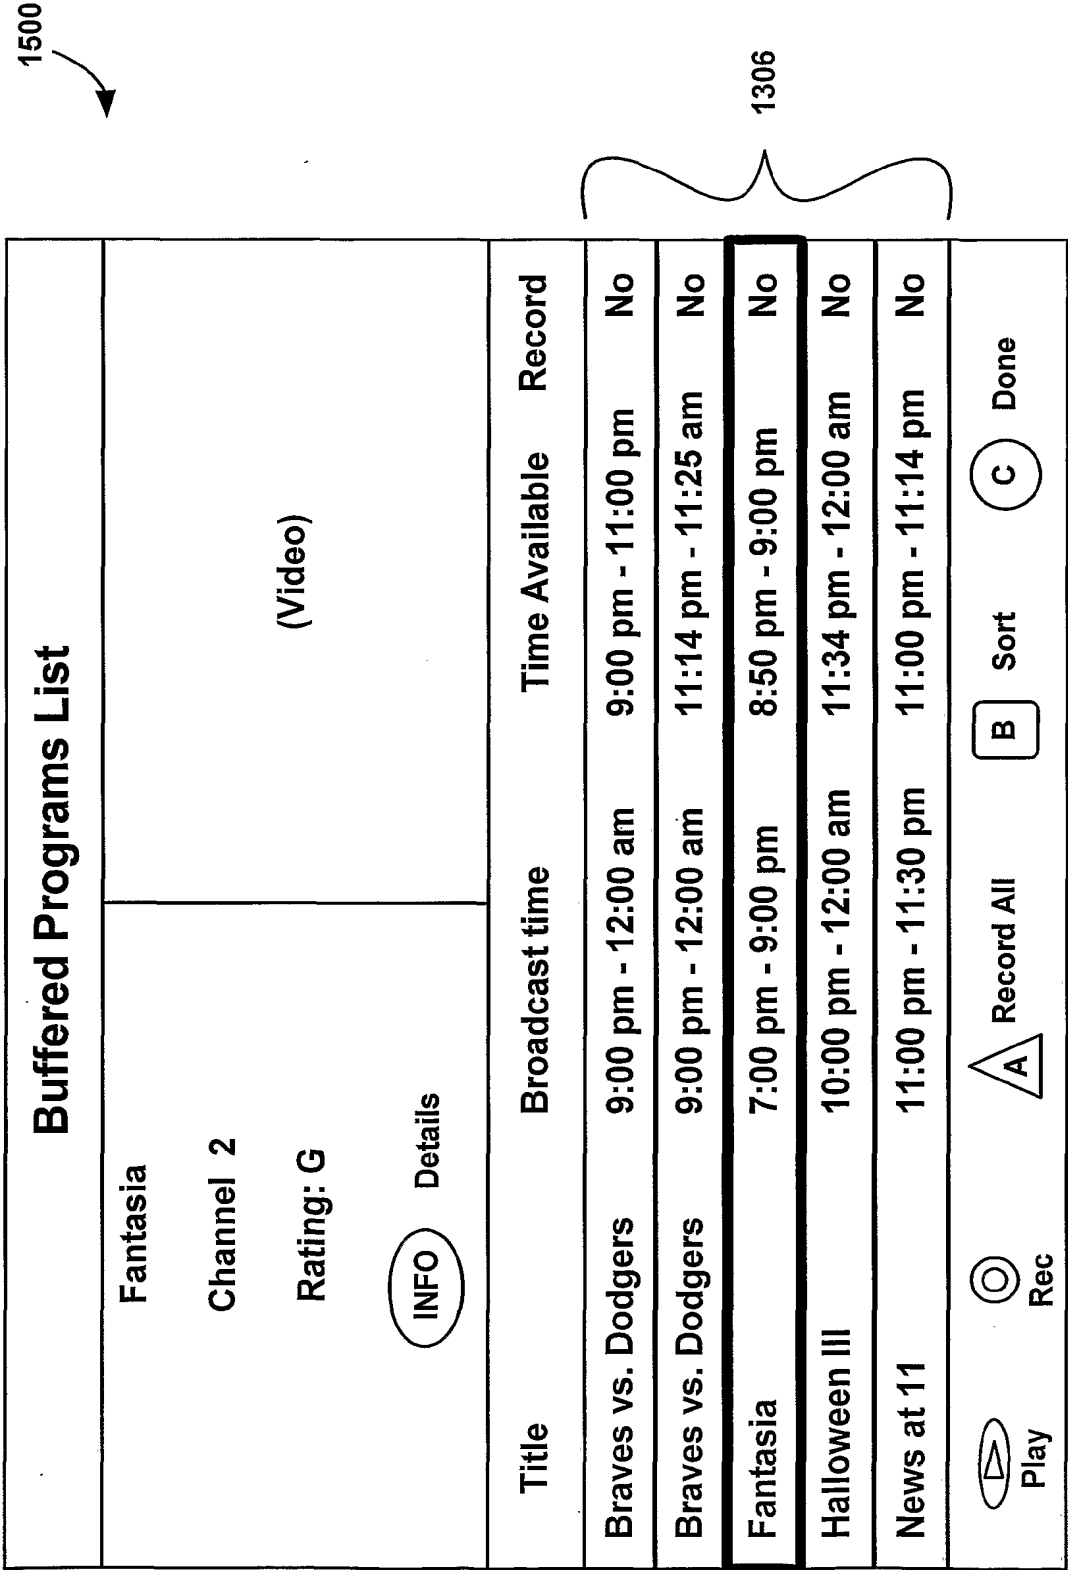 1500
Buffered Programs List
Fantasia
Channel 2
Rating: G
INFO Details
(Video)
Title Broadcast time Time Available Record
Braves vs. Dodgers 9:00 pm - 12:00 am 9:00 pm - 11:00 pm No
Braves vs. Dodgers 9:00 pm - 12:00 am 11:14 pm - 11:25 am No
Fantasia 7:00 pm - 9:00 pm 8:50 pm - 9:00 pm No
Halloween III 10:00 pm - 12:00 am 11:34 pm - 12:00 am No
News at 11 11:00 pm - 11:30 pm 11:00 pm - 11:14 pm No
1306
Play Rec A Record All B Sort C Done